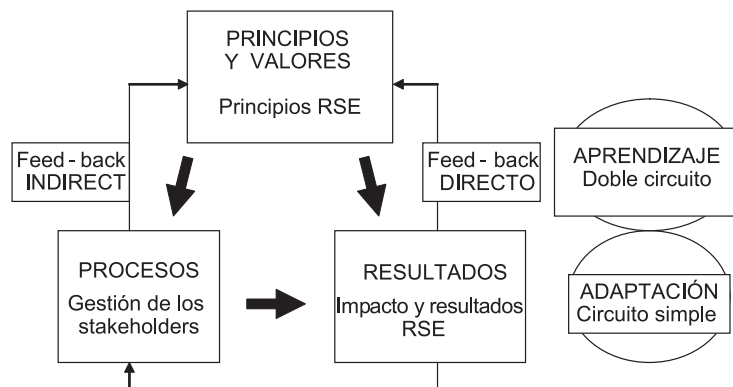 PRINCIPIOS
Y VALORES
Principios RSE
Feed - back
INDIRECT
Feed - back
DIRECTO
APRENDIZAJE
Doble circuito
PROCESOS
Gestión de los
stakeholders
RESULTADOS
Impacto y resultados
RSE
ADAPTACIÓN
Circuito simple